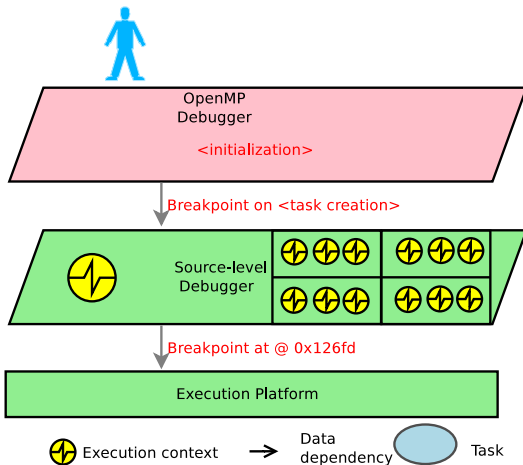 OpenMP
Debugger
<initialization>
Breakpoint on <task creation>
Source-level
Debugger
Breakpoint at @ 0x126fd
Execution Platform
Execution context
Data
dependency
Task